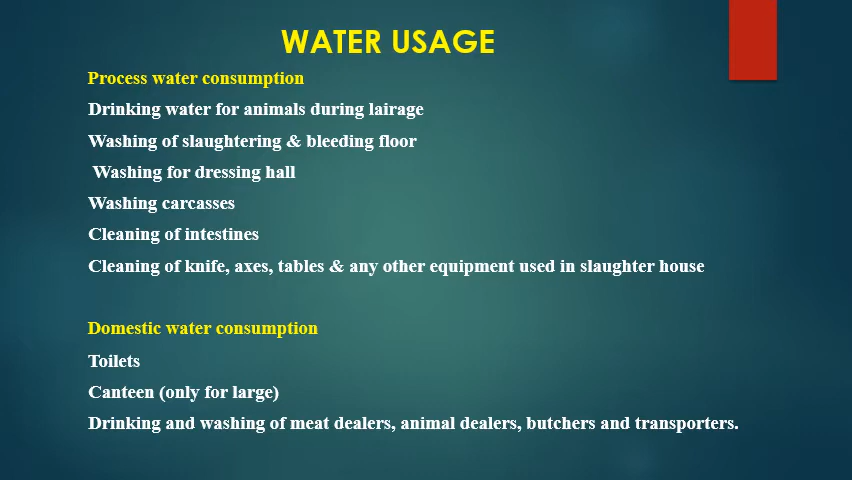 WATER USAGE
Process water consumption
Drinking water for animals during lairage
Washing of slaughtering & bleeding floor
Washing for dressing hall
Washing carcasses
Cleaning of intestines
Cleaning of knife, axes, tables & any other equipment used in slaughter house
Domestic water consumption
Toilets
Canteen (only for large)
Drinking and washing of meat dealers, animal dealers, butchers and transporters.